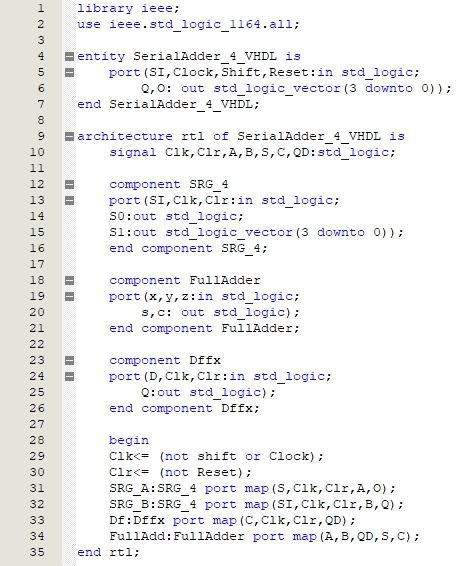 1 library ieee;
2 use ieee.std_logic_1164.all;
3
4 entity SerialAdder_4_VHDL is
5 port(SI,Clock,Shift,Reset:in std_logic;
6 Q,O: out std_logic_vector(3 downto 0));
7 end SerialAdder_4_VHDL;
8
9 architecture rtl of SerialAdder_4_VHDL is
10 signal Clk,Clr,A,B,S,C,QD:std_logic;
11
12 component SRG_4
13 port(SI,Clk,Clr:in std_logic;
14 S0:out std_logic;
15 S1:out std_logic_vector(3 downto 0));
16 end component SRG_4;
17
18 component FullAdder
19 port(x,y,z:in std_logic;
20 s,c: out std_logic);
21 end component FullAdder;
22
23 component Dffx
24 port(D,Clk,Clr:in std_logic;
25 Q:out std_logic);
26 end component Dffx;
27
28 begin
29 Clk<= (not shift or Clock);
30 Clr<= (not Reset);
31 SRG_A:SRG_4 port map(S,Clk,Clr,A,O);
32 SRG_B:SRG_4 port map(SI,Clk,Clr,B,Q);
33 Df:Dffx port map(C,Clk,Clr,QD);
34 FullAdd:FullAdder port map(A,B,QD,S,C);
35 end rtl;